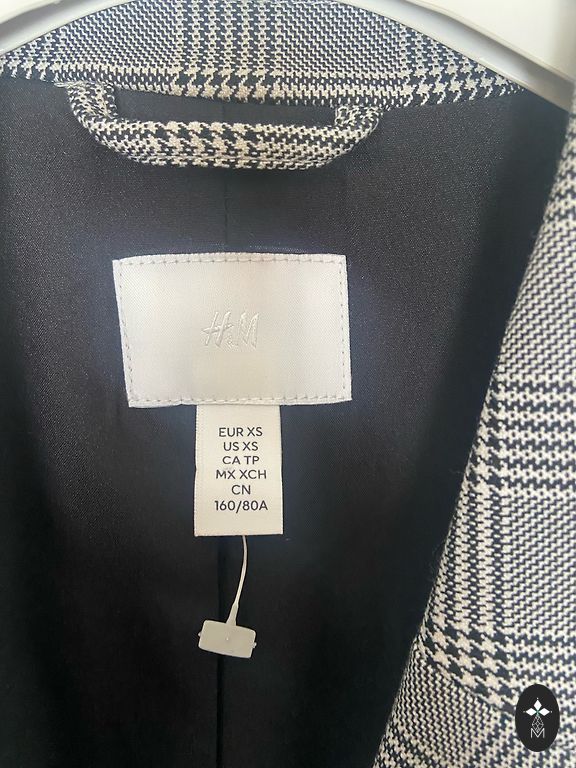 H&M
EUR XS
US XS
CA TP
MX XCH
CN
160/80A